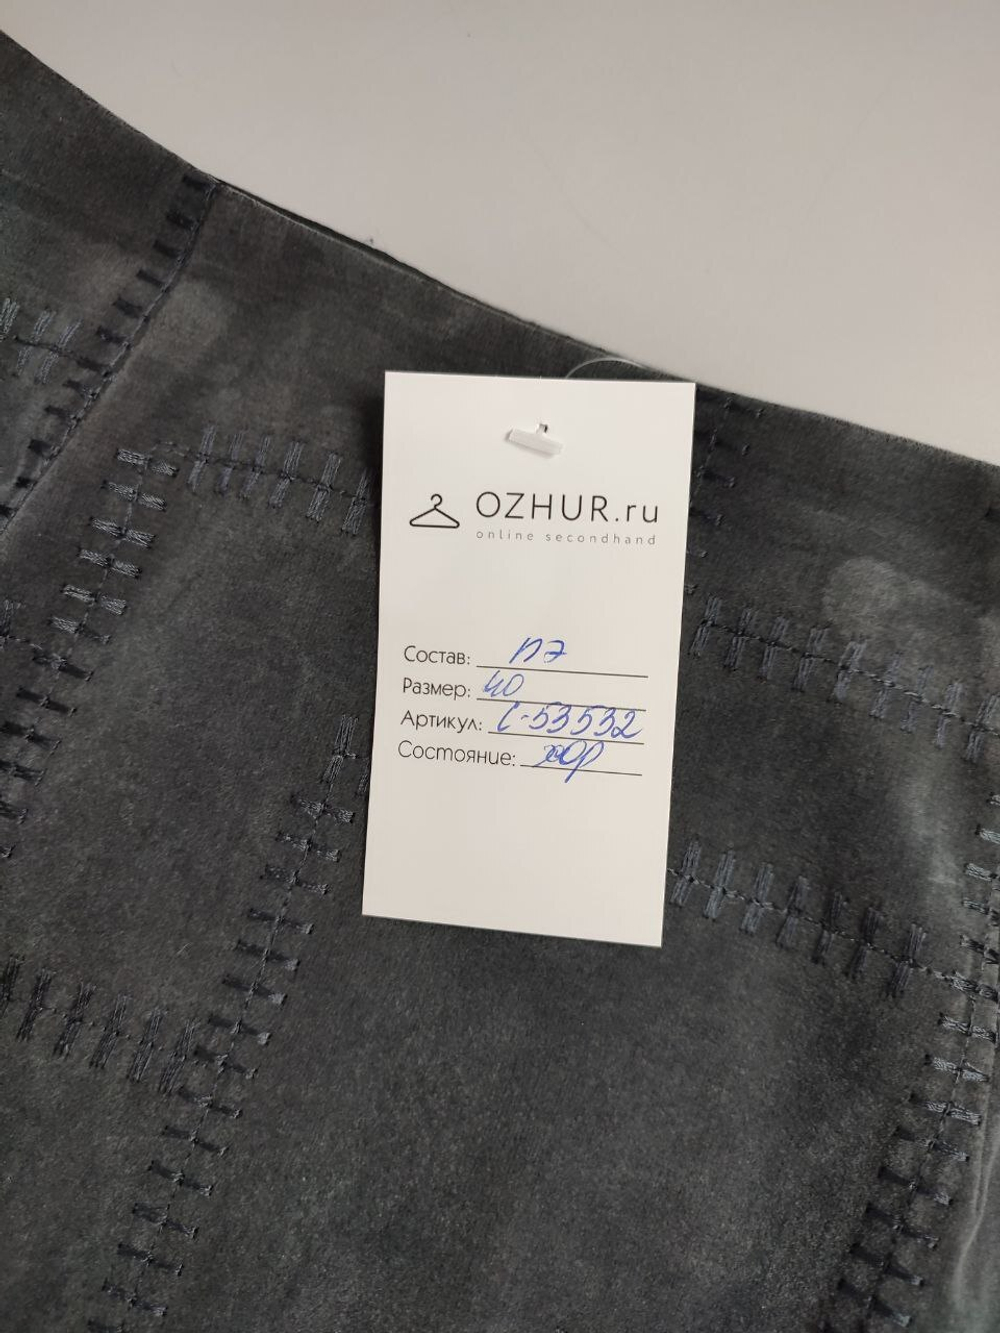 OZHUR.ru
online secondhand
Состав: пэ
Размер: 40
Артикул: С-53532
Состояние: хор